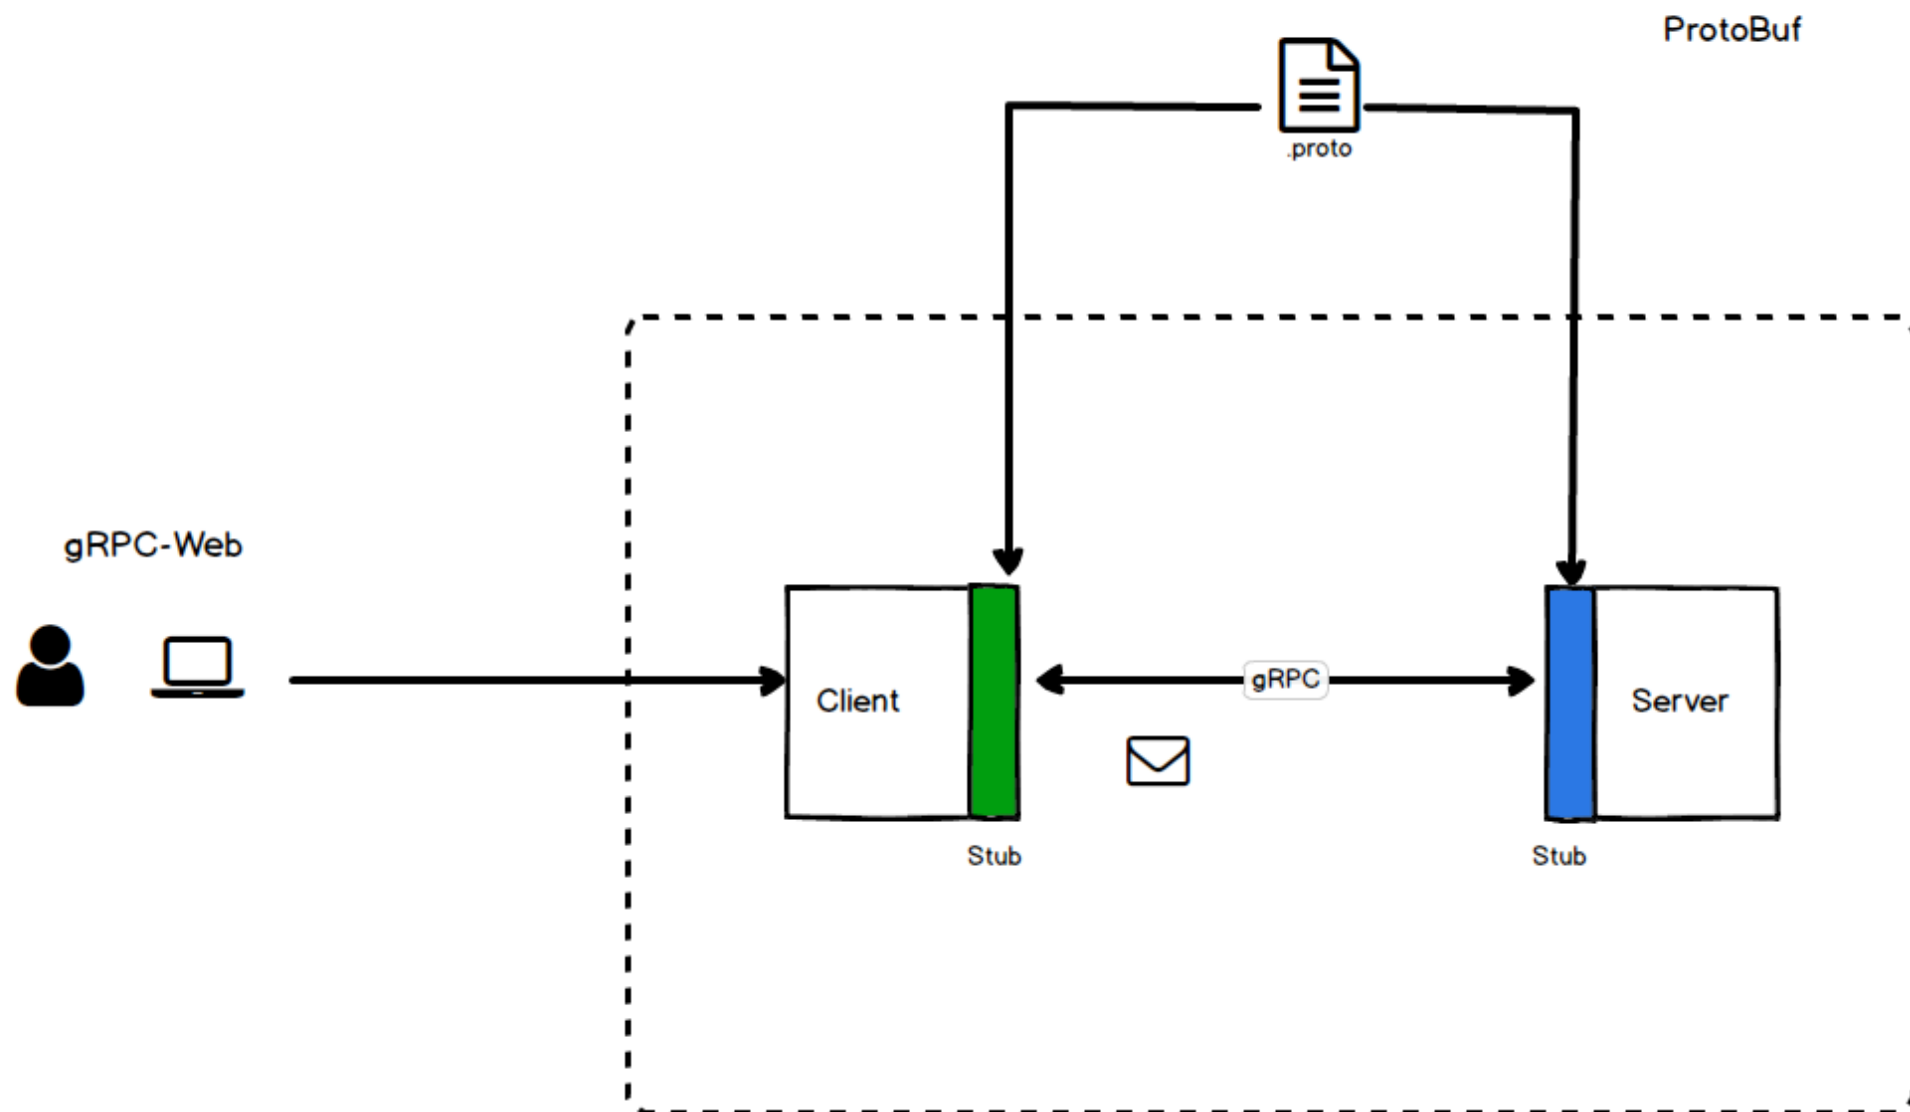 ProtoBuf
.proto
gRPC-Web
Client
gRPC
Server
Stub
Stub